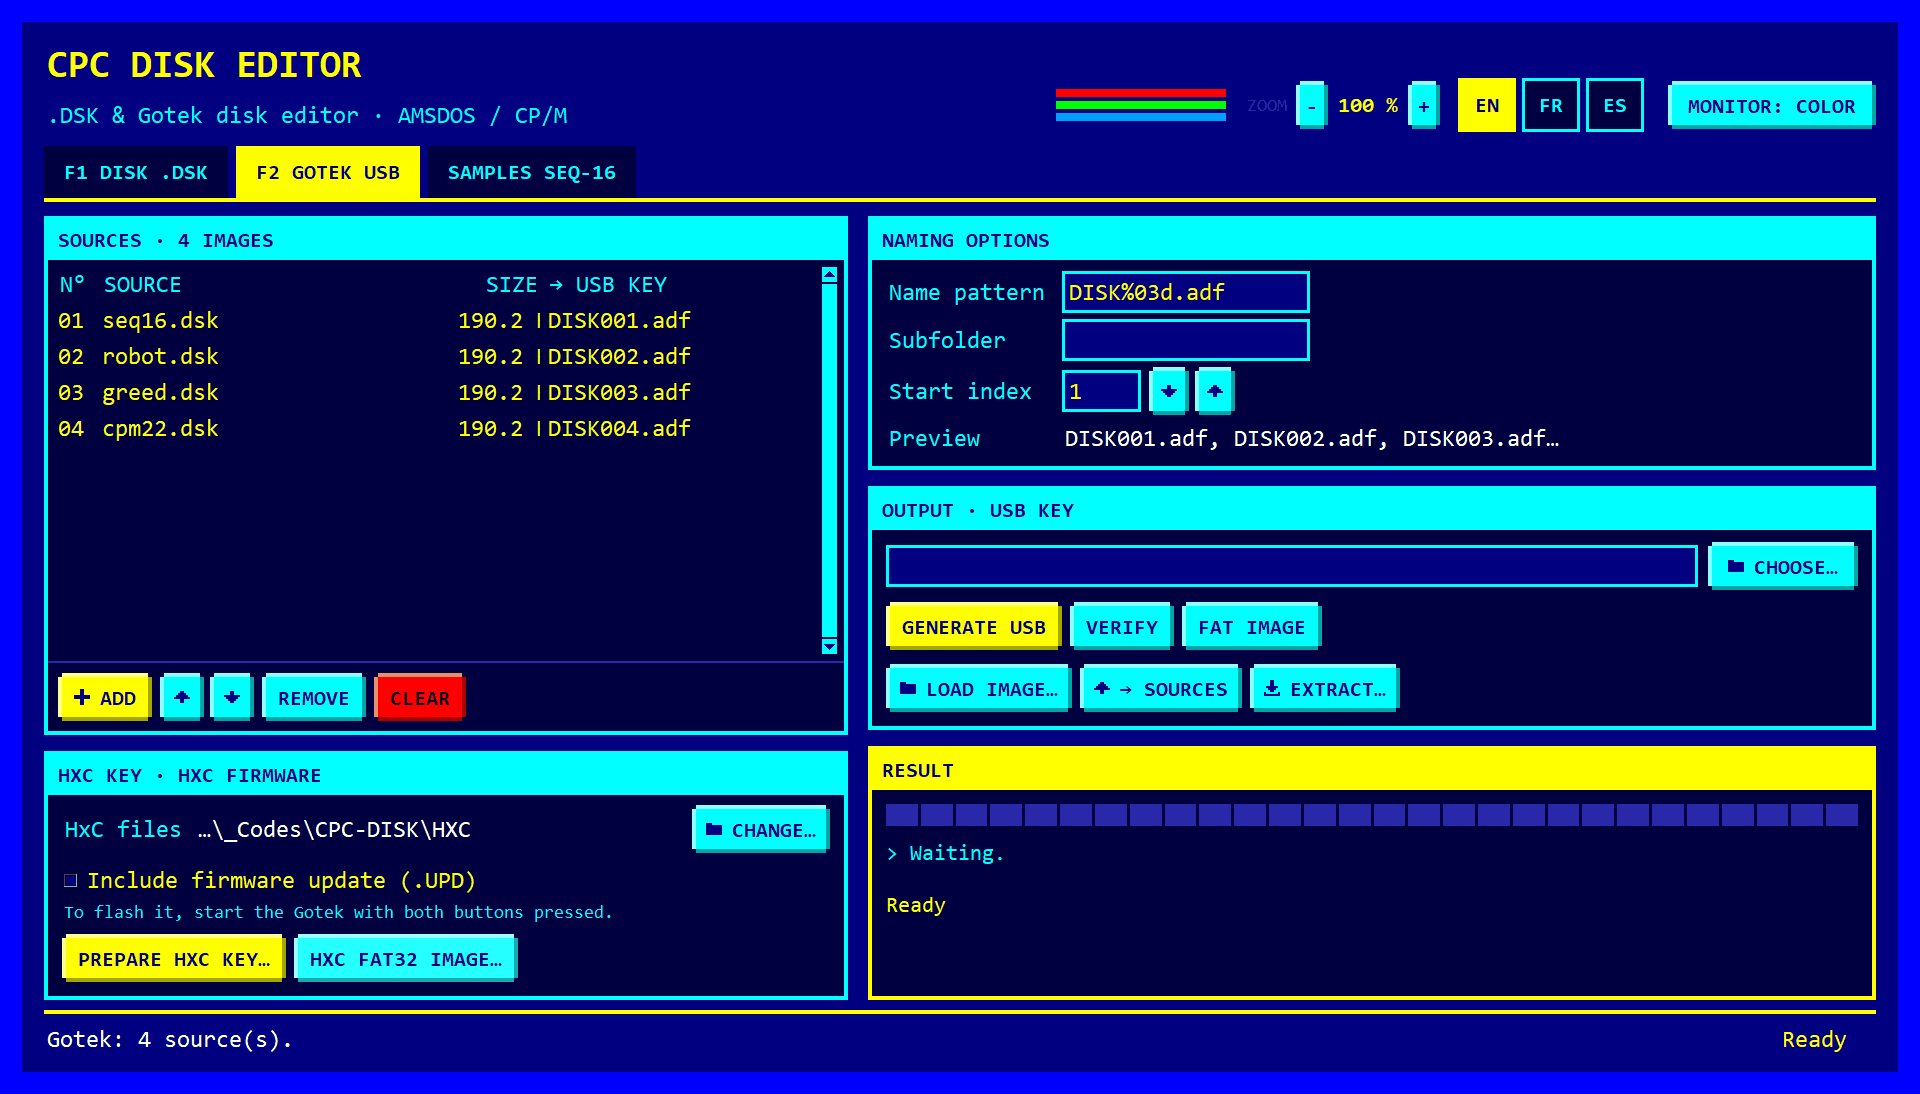 CPC DISK EDITOR
.DSK & Gotek disk editor · AMSDOS / CP/M
ZOOM - 100 % + EN FR ES MONITOR: COLOR
F1 DISK .DSK F2 GOTEK USB SAMPLES SEQ-16
SOURCES · 4 IMAGES
N° SOURCE SIZE → USB KEY
01 seq16.dsk 190.2 DISK001.adf
02 robot.dsk 190.2 DISK002.adf
03 greed.dsk 190.2 DISK003.adf
04 cpm22.dsk 190.2 DISK004.adf
+ ADD REMOVE CLEAR
HXC KEY · HXC FIRMWARE
HxC files …\_Codes\CPC-DISK\HXC CHANGE…
Include firmware update (.UPD)
To flash it, start the Gotek with both buttons pressed.
PREPARE HXC KEY… HXC FAT32 IMAGE…
NAMING OPTIONS
Name pattern DISK%03d.adf
Subfolder
Start index 1
Preview DISK001.adf, DISK002.adf, DISK003.adf…
OUTPUT · USB KEY
CHOOSE…
GENERATE USB VERIFY FAT IMAGE
LOAD IMAGE… → SOURCES EXTRACT…
RESULT
> Waiting.
Ready
Gotek: 4 source(s). Ready